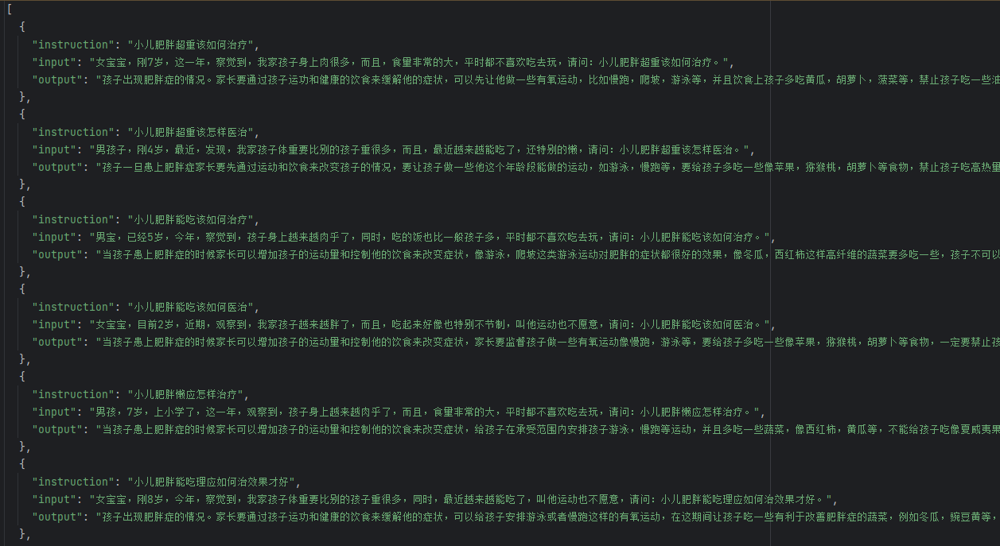 [
{
"instruction": "小儿肥胖超重该如何治疗",
"input": "女宝宝，刚7岁，这一年，察觉到，我家孩子身上肉很多，而且，食量非常的大，平时都不喜欢吃去玩，请问：小儿肥胖超重该如何治疗。",
"output": "孩子出现肥胖症的情况。家长要通过孩子运功和健康的饮食来缓解他的症状，可以先让他做一些有氧运动，比如慢跑，爬坡，游泳等，并且饮食上孩子多吃黄瓜，胡萝卜，菠菜等，禁止孩子吃一些油
},
{
"instruction": "小儿肥胖超重该怎样医治",
"input": "男孩子，刚4岁，最近，发现，我家孩子体重要比别的孩子重很多，而且，最近越来越能吃了，还特别的懒，请问：小儿肥胖超重该怎样医治。",
"output": "孩子一旦患上肥胖症家长要先通过运动和饮食来改变孩子的情况，要让孩子做一些他这个年龄段能做的运动，如游泳，慢跑等，要给孩子多吃一些像苹果，猕猴桃，胡萝卜等食物，禁止孩子吃高热量
},
{
"instruction": "小儿肥胖能吃该如何治疗",
"input": "男宝，已经5岁，今年，察觉到，孩子身上越来越肉乎了，同时，吃的饭也比一般孩子多，平时都不喜欢吃去玩，请问：小儿肥胖能吃该如何治疗。",
"output": "当孩子患上肥胖症的时候家长可以增加孩子的运动量和控制他的饮食来改变症状，像游泳，爬坡这类游泳运动对肥胖的症状都很好的效果，像冬瓜，西红柿这样高纤维的蔬菜要多吃一些，孩子不可以
},
{
"instruction": "小儿肥胖能吃该如何医治",
"input": "女宝宝，目前2岁，近期，观察到，我家孩子越来越胖了，而且，吃起来好像也特别不节制，叫他运动也不愿意，请问：小儿肥胖能吃该如何医治。",
"output": "当孩子患上肥胖症的时候家长可以增加孩子的运动量和控制他的饮食来改变症状，家长要监督孩子做一些有氧运动像慢跑，游泳等，要给孩子多吃一些像苹果，猕猴桃，胡萝卜等食物，一定要禁止孩
},
{
"instruction": "小儿肥胖懒应怎样治疗",
"input": "男孩，7岁，上小学了，这一年，观察到，孩子身上越来越肉乎了，而且，食量非常的大，平时都不喜欢吃去玩，请问：小儿肥胖懒应怎样治疗。",
"output": "当孩子患上肥胖症的时候家长可以增加孩子的运动量和控制他的饮食来改变症状，给孩子在承受范围内安排孩子游泳，慢跑等运动，并且多吃一些蔬菜，像西红柿，黄瓜等，不能给孩子吃像夏威夷果
},
{
"instruction": "小儿肥胖能吃理应如何治效果才好",
"input": "女宝宝，刚8岁，今年，察觉到，我家孩子体重要比别的孩子重很多，同时，最近越来越能吃了，叫他运动也不愿意，请问：小儿肥胖能吃理应如何治效果才好。",
"output": "孩子出现肥胖症的情况。家长要通过孩子运功和健康的饮食来缓解他的症状，可以给孩子安排游泳或者慢跑这样的有氧运动，在这期间让孩子吃一些有利于改善肥胖症的蔬菜，例如冬瓜，豌豆黄等，
},